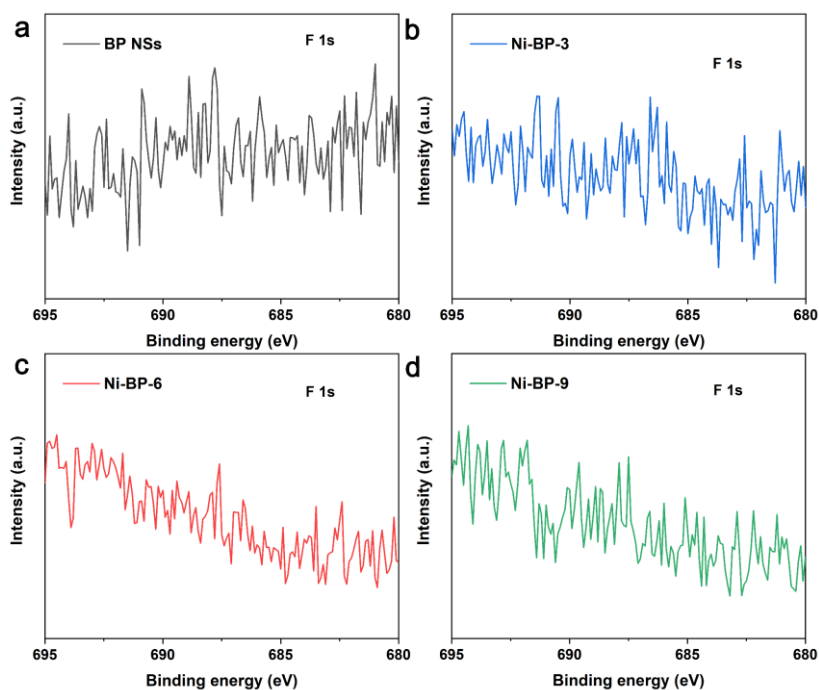 a
BP NSs
F 1s
Intensity (a.u.)
695
690
685
680
Binding energy (eV)
b
Ni-BP-3
F 1s
Intensity (a.u.)
695
690
685
680
Binding energy (eV)
c
Ni-BP-6
F 1s
Intensity (a.u.)
695
690
685
680
Binding energy (eV)
d
Ni-BP-9
F 1s
Intensity (a.u.)
695
690
685
680
Binding energy (eV)